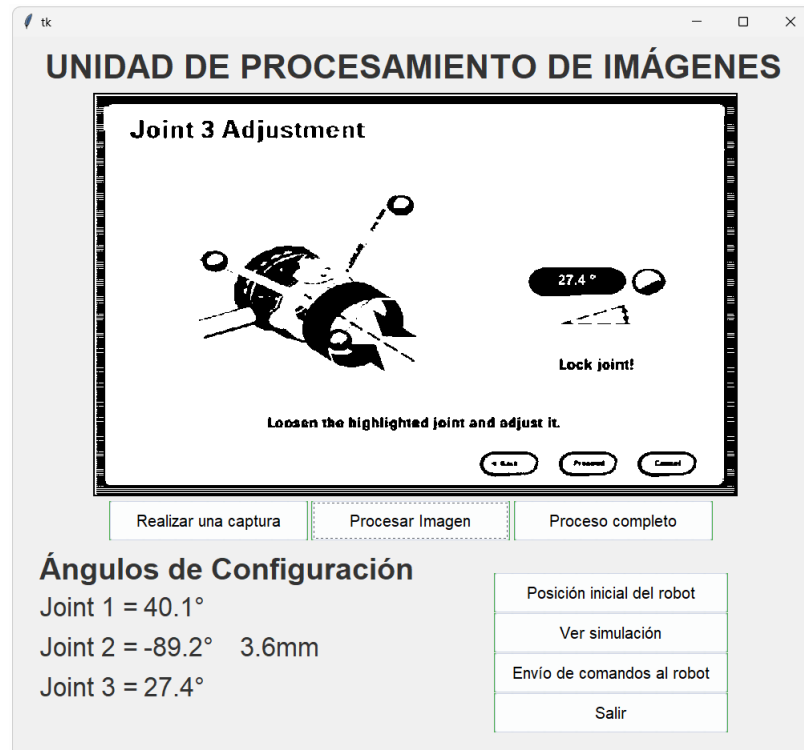 tk
UNIDAD DE PROCESAMIENTO DE IMÁGENES
Joint 3 Adjustment
27.4 °
Lock joint!
Loosen the highlighted joint and adjust it.
< Back Proceed Cancel
Realizar una captura Procesar Imagen Proceso completo
Ángulos de Configuración
Joint 1 = 40.1°
Joint 2 = -89.2° 3.6mm
Joint 3 = 27.4°
Posición inicial del robot
Ver simulación
Envío de comandos al robot
Salir